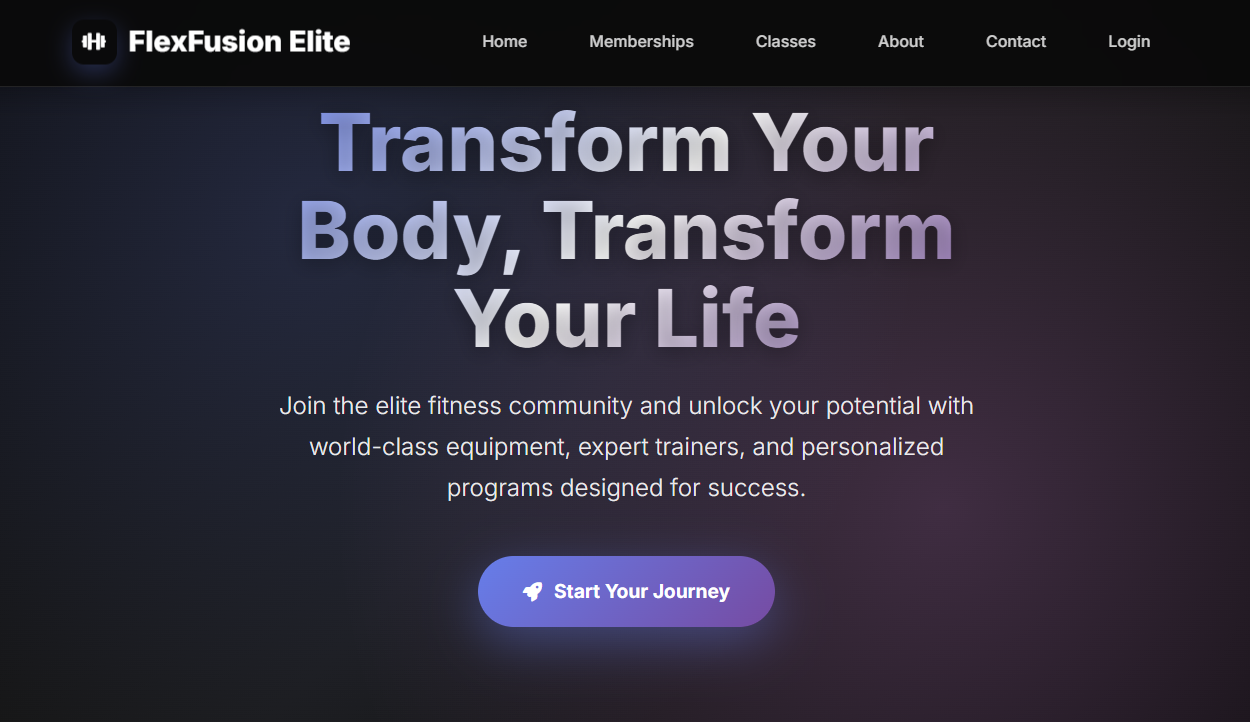 FlexFusion Elite
Home Memberships Classes About Contact Login
Transform Your
Body, Transform
Your Life
Join the elite fitness community and unlock your potential with
world-class equipment, expert trainers, and personalized
programs designed for success.
Start Your Journey